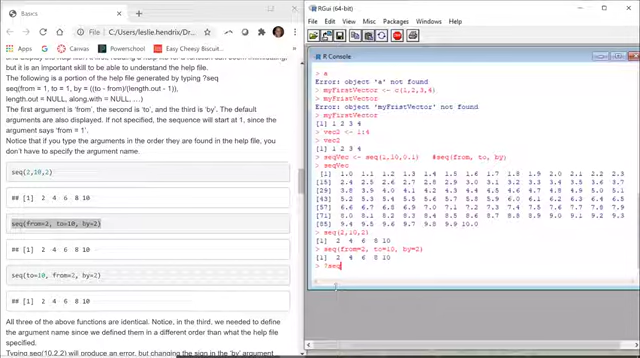 Basics
C:/Users/leslie.hendrix/Dr...
Maricopa
Powertown
Easy Cheesy Biscuit...
but it is an important skill to be able to understand the help file.
The following is a portion of the help file generated by typing ?seq
seq(from = 1, to = 1, by = ((to - from)/(length.out - 1)),
length.out = NULL, along.with = NULL, ...)
The first argument is 'from', the second is 'to', and the third is 'by'. The default
arguments are also displayed. If not specified, the sequence will start at 1, since the
argument says 'from = 1'.
Notice that if you type the arguments in the order they are found in the help file,
you don't have to specify the argument name.
seq(2,10,2)
## [1] 2 4 6 8 10
seq(from=2, to=10, by=2)
## [1] 2 4 6 8 10
seq(to=10, from=2, by=2)
## [1] 2 4 6 8 10
All three of the above functions are identical. Notice, we needed to define
the argument name since we defined them in a different order than what the help file
specified.
Typing seq(10,2,2) will produce an error, but changing the sign in the 'by' argument
RGui (64-bit)
File Edit View Misc Packages Windows Help
R Console
> a
Error: object 'a' not found
> myFirstVector <- c(1,2,3,4)
> myFristVector
Error: object 'myFristVector' not found
> myFirstVector
[1] 1 2 3 4
> vec2 <- 1:4
> vec2
[1] 1 2 3 4
> seqVec <- seq(1,10,0.1) #seq(from, to, by)
> seqVec
[1] 1.0 1.1 1.2 1.3 1.4 1.5 1.6 1.7 1.8 1.9 2.0 2.1 2.2 2.3
[15] 2.4 2.5 2.6 2.7 2.8 2.9 3.0 3.1 3.2 3.3 3.4 3.5 3.6 3.7
[29] 3.8 3.9 4.0 4.1 4.2 4.3 4.4 4.5 4.6 4.7 4.8 4.9 5.0 5.1
[43] 5.2 5.3 5.4 5.5 5.6 5.7 5.8 5.9 6.0 6.1 6.2 6.3 6.4 6.5
[57] 6.6 6.7 6.8 6.9 7.0 7.1 7.2 7.3 7.4 7.5 7.6 7.7 7.8 7.9
[71] 8.0 8.1 8.2 8.3 8.4 8.5 8.6 8.7 8.8 8.9 9.0 9.1 9.2 9.3
[85] 9.4 9.5 9.6 9.7 9.8 9.9 10.0
> seq(2,10,2)
[1] 2 4 6 8 10
> seq(from=2, to=10, by=2)
[1] 2 4 6 8 10
> ?seq